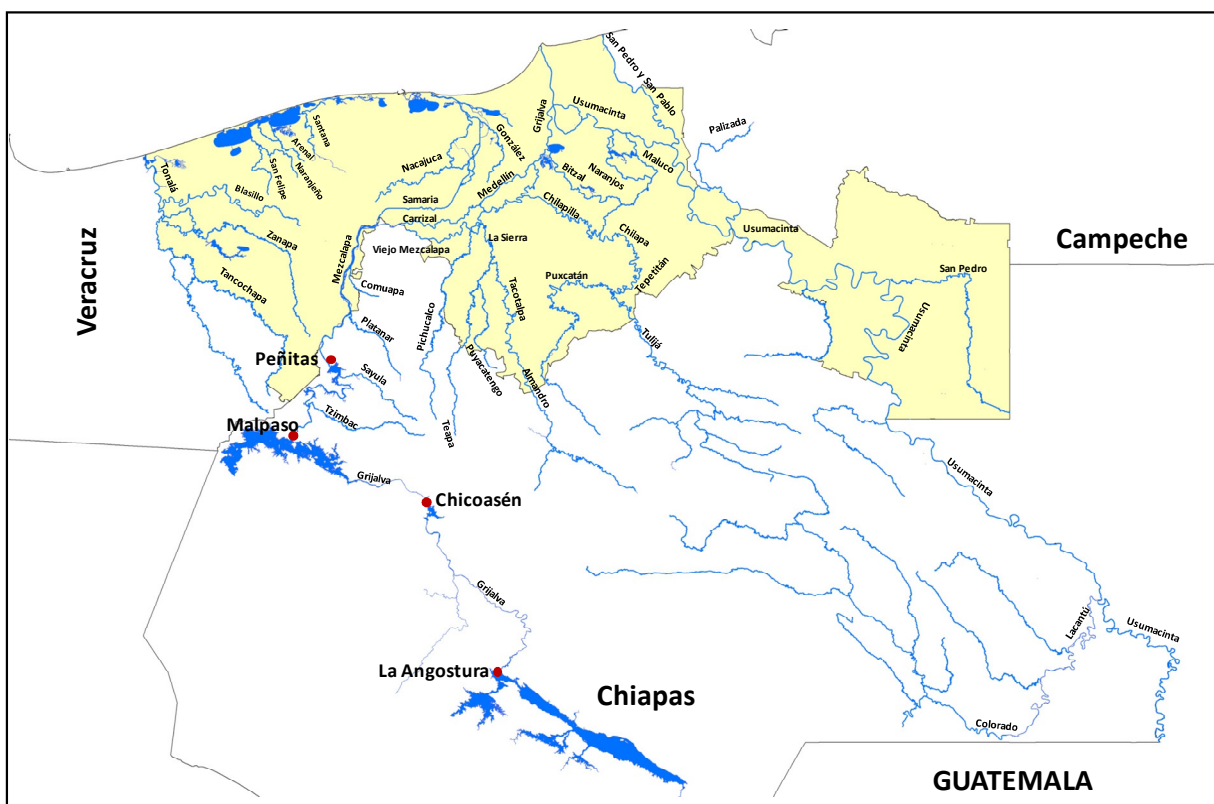 San Pedro y San Pablo
Usumacinta
Grijalva
Palizada
Santana
Arenal
Naranjeño
San Felipe
González
Maluco
Tonalá
Nacajuca
Bitzal
Naranjos
Medellín
Blasillo
Samaria
Chilapilla
Carrizal
Zanapa
Chilapa
Usumacinta
Campeche
Veracruz
La Sierra
Viejo Mezcalapa
Mezcalapa
Tancochapa
Puxcatán
Tepetitán
San Pedro
Comuapa
Tacotalpa
Usumacinta
Pichucalco
Platanar
Tulijá
Peñitas
Puyacatengo
Sayula
Almandro
Tzimbac
Malpaso
Teapa
Grijalva
Usumacinta
Chicoasén
Grijalva
Lacantú
Usumacinta
La Angostura
Chiapas
Colorado
GUATEMALA